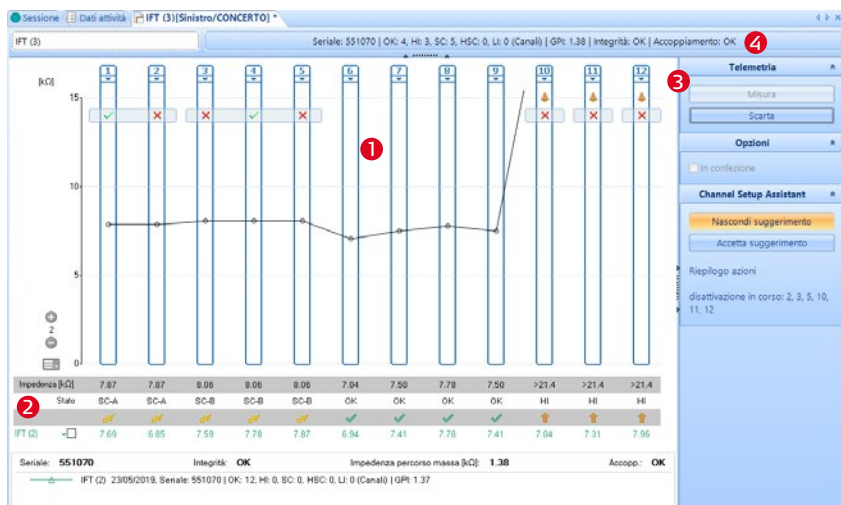 Sessione Dati attività IFT (3)[Sinistro/CONCERTO] *
IFT (3)
Seriale: 551070 | OK: 4, HI: 3, SC: 5, HSC: 0, LI: 0 (Canali) | GPI: 1.38 | Integrità: OK | Accoppiamento: OK
4
[kΩ]
1 2 3 4 5 6 7 8 9 10 11 12
15
10
5
0
2
1
3
Telemetria
Misura
Scarta
Opzioni
In confezione
Channel Setup Assistant
Nascondi suggerimento
Accetta suggerimento
Riepilogo azioni
disattivazione in corso: 2, 3, 5, 10,
11, 12
Impedenza [kΩ] 7.87 7.87 8.06 8.06 8.06 7.04 7.50 7.78 7.50 >21.4 >21.4 >21.4
2
Stato SC-A SC-A SC-B SC-B SC-B OK OK OK OK HI HI HI
IFT (2) 7.69 6.85 7.59 7.78 7.87 6.94 7.41 7.78 7.41 7.04 7.31 7.96
Seriale: 551070 Integrità: OK Impedenza percorso massa [kΩ]: 1.38 Accopp.: OK
IFT (2) 23/05/2019, Seriale: 551070 | OK: 12, HI: 0, SC: 0, HSC: 0, LI: 0 (Canali) | GPI: 1.37